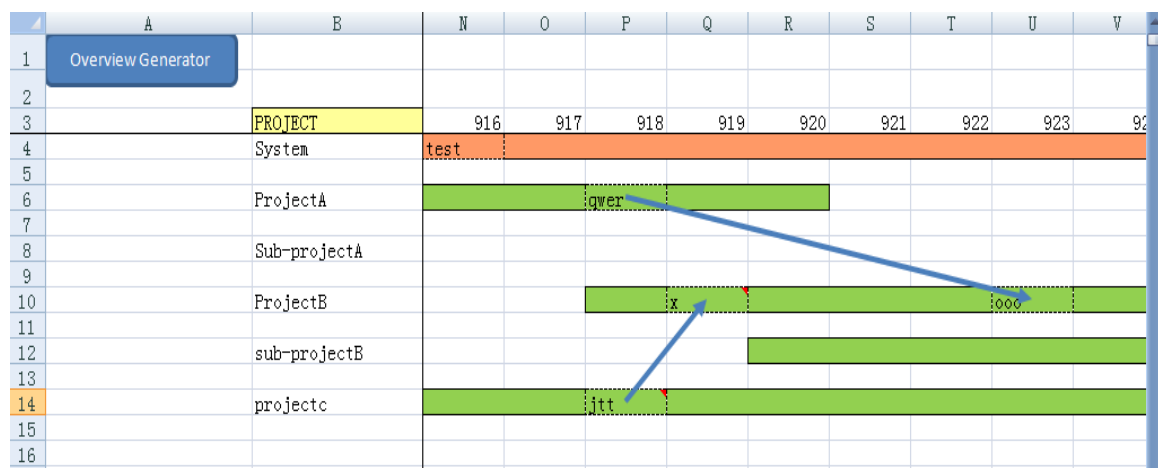 A B N O P Q R S T U V
1 Overview Generator
2
3 PROJECT 916 917 918 919 920 921 922 923
4 System test
5
6 ProjectA qwer
7
8 Sub-projectA
9
10 ProjectB x ooo
11
12 sub-projectB
13
14 projectc jtt
15
16